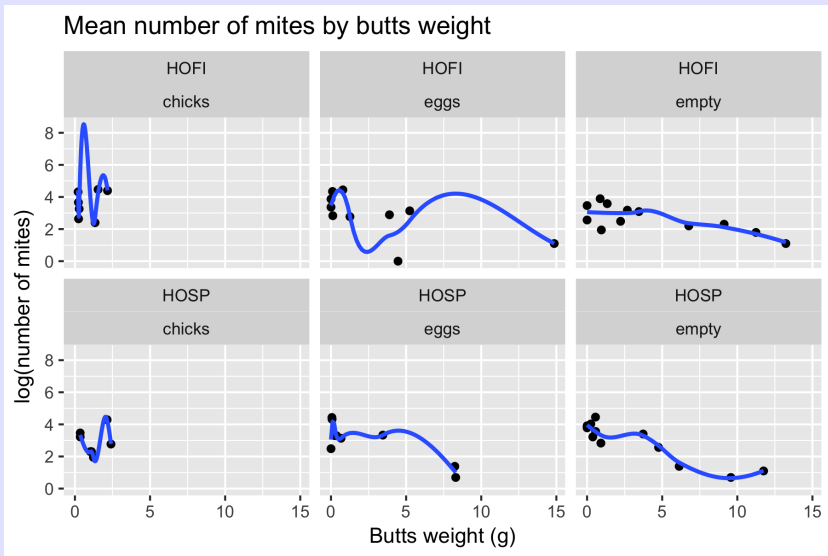 Mean number of mites by butts weight
HOFI HOFI HOFI
chicks eggs empty
8
6
4
2
0
HOSP HOSP HOSP
chicks eggs empty
8
6
4
2
0
0 5 10 15 0 5 10 15 0 5 10 15
log(number of mites)
Butts weight (g)